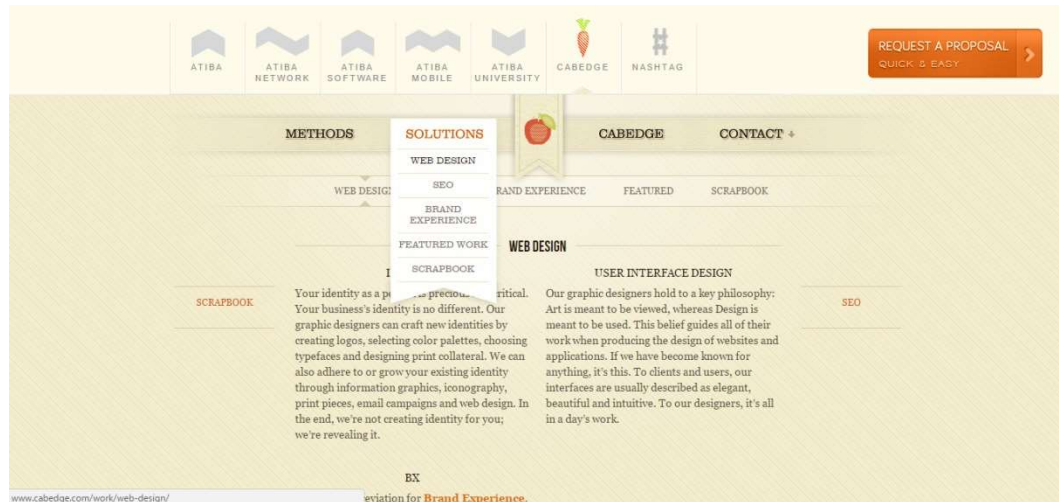 ATIBA
ATIBA NETWORK
ATIBA SOFTWARE
ATIBA MOBILE
ATIBA UNIVERSITY
CABEDGE
NASHTAG
REQUEST A PROPOSAL
QUICK & EASY
METHODS
SOLUTIONS
CABEDGE
CONTACT
WEB DESIGN
SEO
BRAND
EXPERIENCE
FEATURED WORK
SCRAPBOOK
WEB DESIG
RAND EXPERIENCE
FEATURED
SCRAPBOOK
WEB DESIGN
SCRAPBOOK
Your identity as a pe precious ritical.
Your business's identity is no different. Our
graphic designers can craft new identities by
creating logos, selecting color palettes, choosing
typefaces and designing print collateral. We can
also adhere to or grow your existing identity
through information graphics, iconography,
print pieces, email campaigns and web design. In
the end, we're not creating identity for you;
we're revealing it.
USER INTERFACE DESIGN
Our graphic designers hold to a key philosophy:
Art is meant to be viewed, whereas Design is
meant to be used. This belief guides all of their
work when producing the design of websites and
applications. If we have become known for
anything, it's this. To clients and users, our
interfaces are usually described as elegant,
beautiful and intuitive. To our designers, it's all
in a day's work.
SEO
BX
eviation for Brand Experience.
www.cabedge.com/work/web-design/